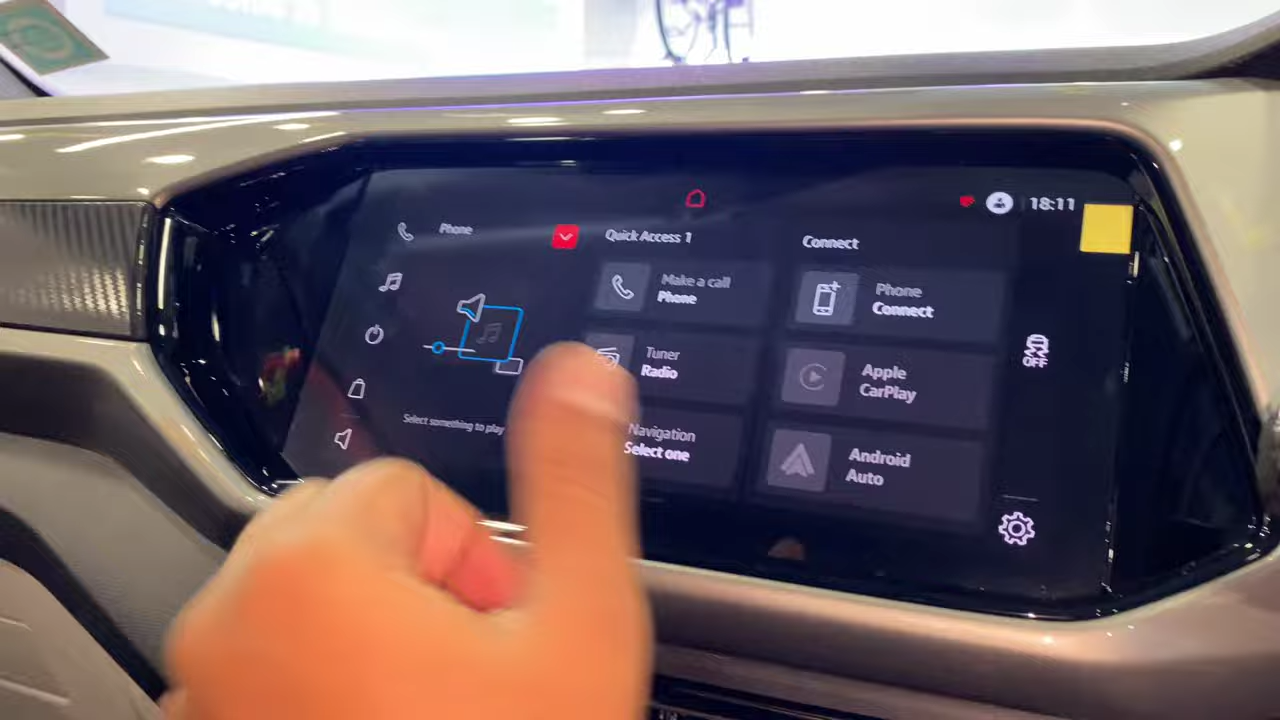 18:11
Phone
Quick Access 1
Connect
Make a call
Phone
Phone
Connect
Tuner
Radio
Apple
CarPlay
OFF
Select something to play
Navigation
Select one
Android
Auto